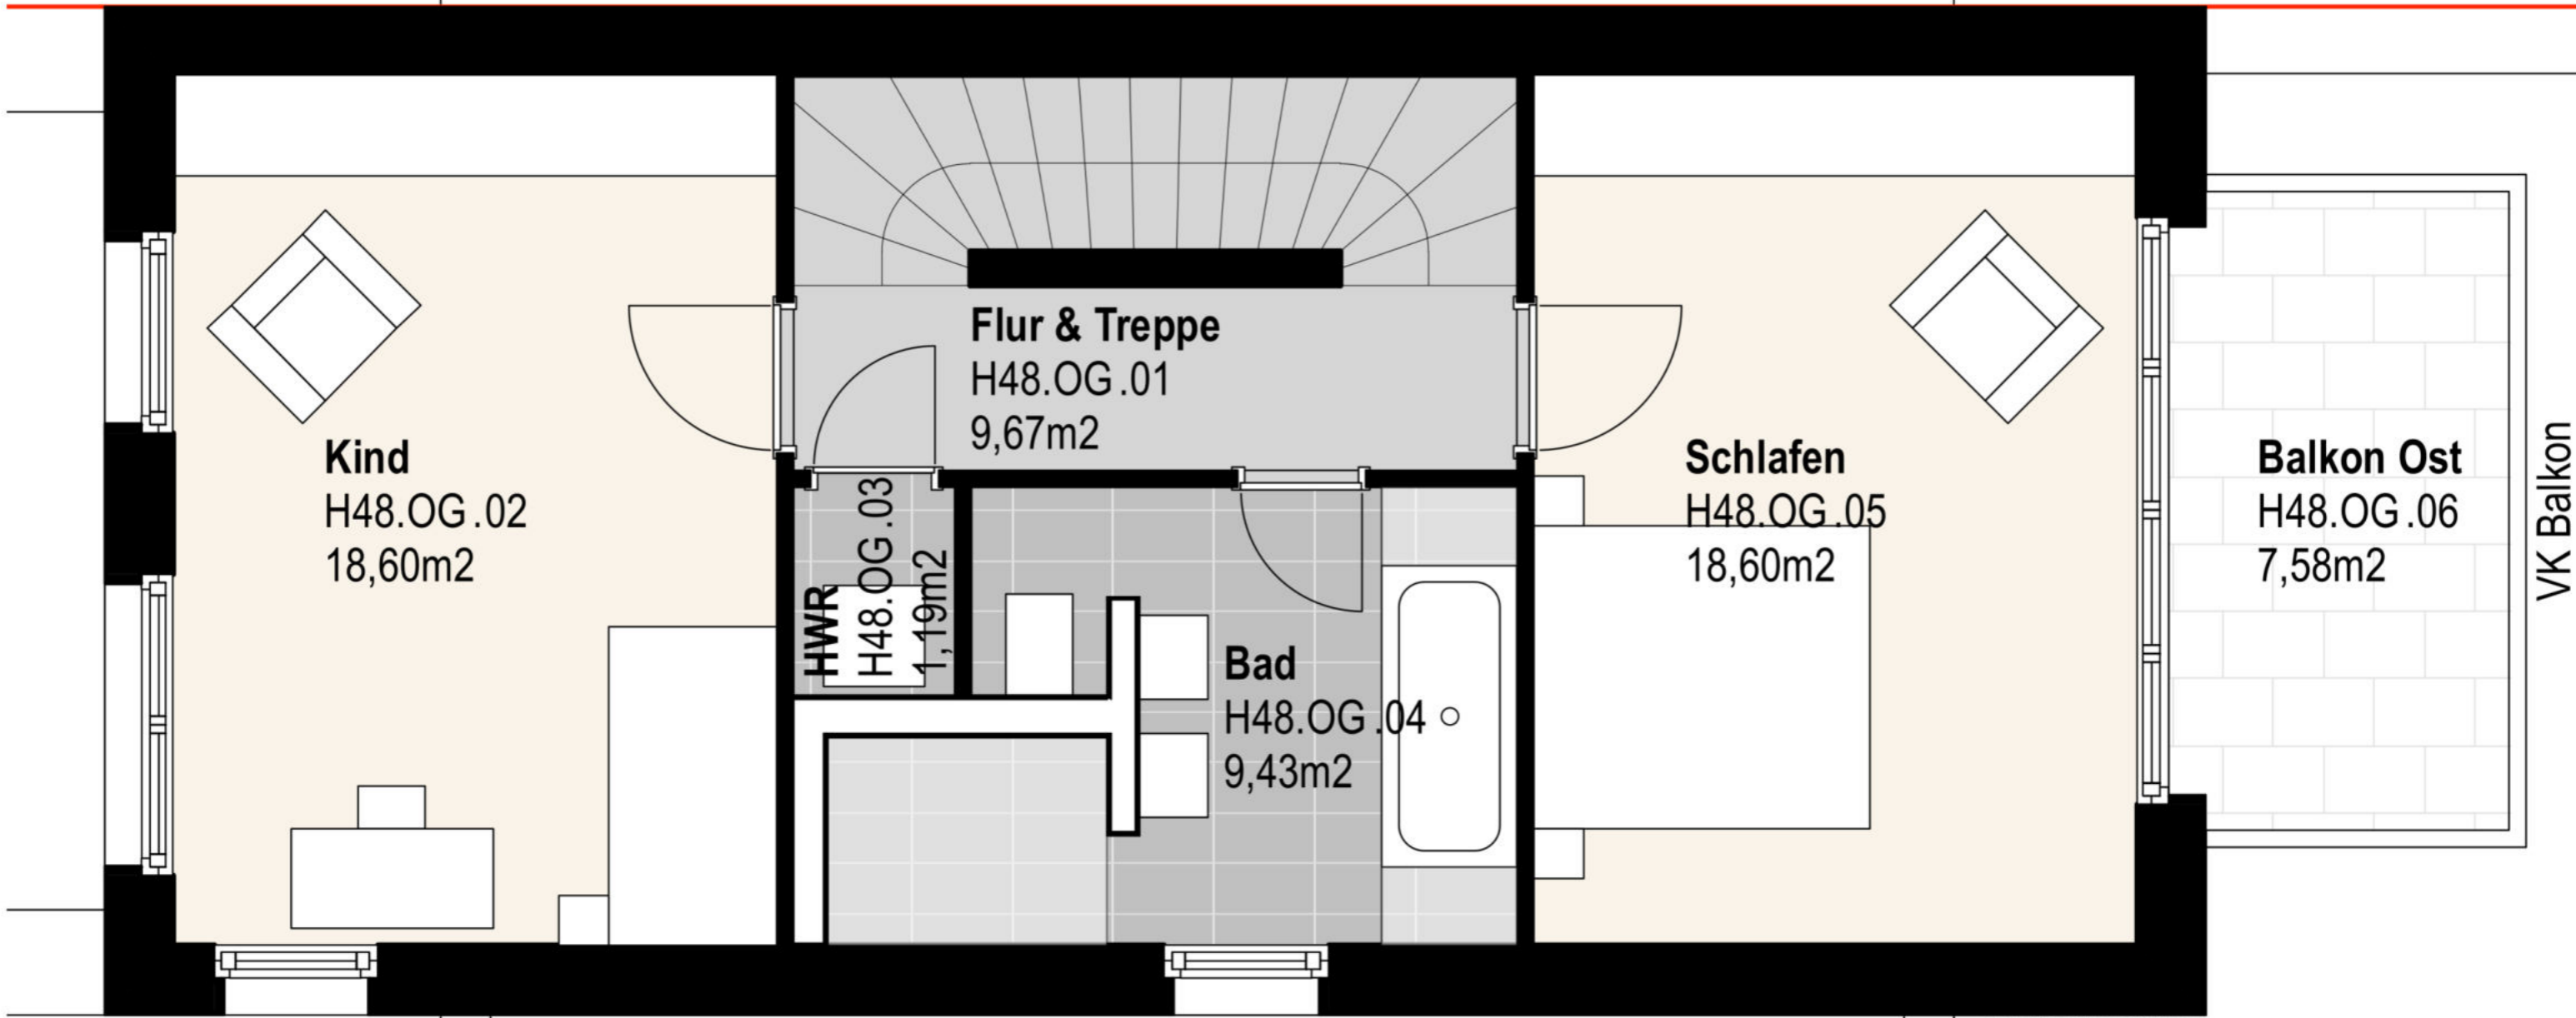 Flur & Treppe
H48.OG.01
9,67m2
Kind
H48.OG.02
18,60m2
HWR
H48.OG.03
1,19m2
Bad
H48.OG.04
9,43m2
Schlafen
H48.OG.05
18,60m2
Balkon Ost
H48.OG.06
7,58m2
VK Balkon